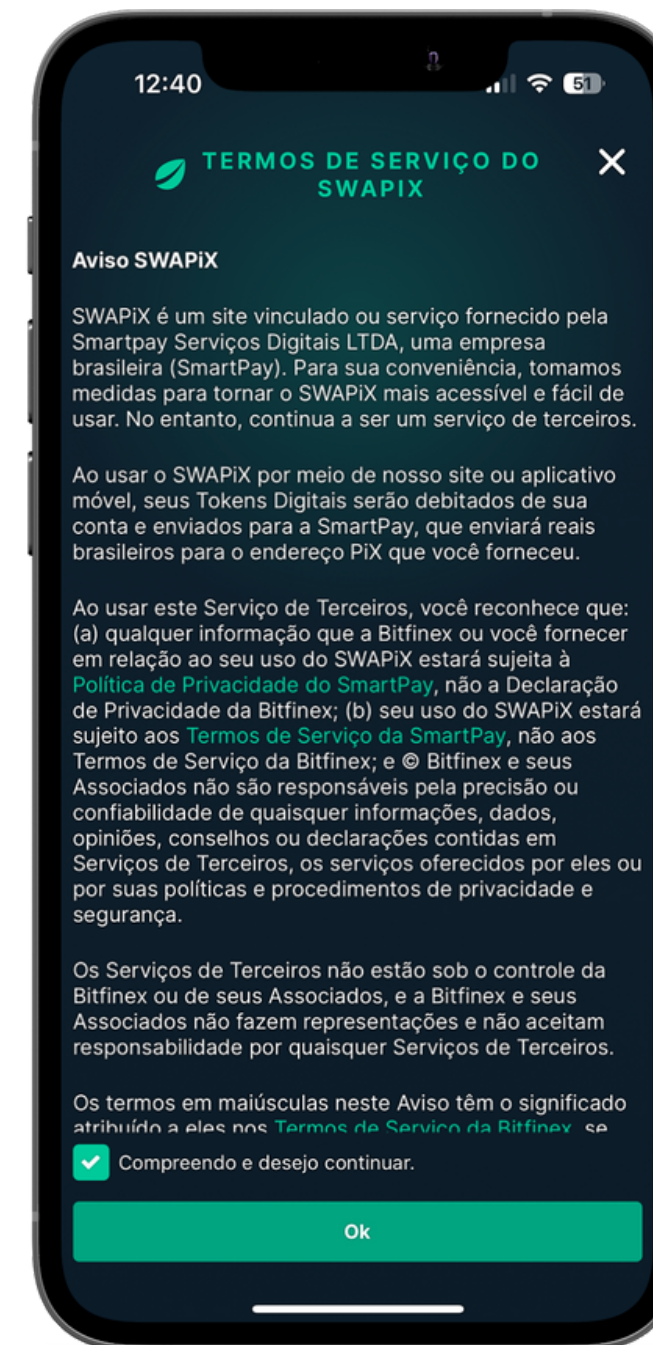 12:40
51
TERMOS DE SERVIÇO DO
SWAPIX
Aviso SWAPiX
SWAPiX é um site vinculado ou serviço fornecido pela
Smartpay Serviços Digitais LTDA, uma empresa
brasileira (SmartPay). Para sua conveniência, tomamos
medidas para tornar o SWAPiX mais acessível e fácil de
usar. No entanto, continua a ser um serviço de terceiros.
Ao usar o SWAPiX por meio de nosso site ou aplicativo
móvel, seus Tokens Digitais serão debitados de sua
conta e enviados para a SmartPay, que enviará reais
brasileiros para o endereço PiX que você forneceu.
Ao usar este Serviço de Terceiros, você reconhece que:
(a) qualquer informação que a Bitfinex ou você fornecer
em relação ao seu uso do SWAPiX estará sujeita à
Política de Privacidade do SmartPay, não a Declaração
de Privacidade da Bitfinex; (b) seu uso do SWAPiX estará
sujeito aos Termos de Serviço da SmartPay, não aos
Termos de Serviço da Bitfinex; e © Bitfinex e seus
Associados não são responsáveis pela precisão ou
confiabilidade de quaisquer informações, dados,
opiniões, conselhos ou declarações contidas em
Serviços de Terceiros, os serviços oferecidos por eles ou
por suas políticas e procedimentos de privacidade e
segurança.
Os Serviços de Terceiros não estão sob o controle da
Bitfinex ou de seus Associados, e a Bitfinex e seus
Associados não fazem representações e não aceitam
responsabilidade por quaisquer Serviços de Terceiros.
Os termos em maiúsculas neste Aviso têm o significado
atribuído a eles nos Termos de Serviço da Bitfinex, se
Compreendo e desejo continuar.
Ok